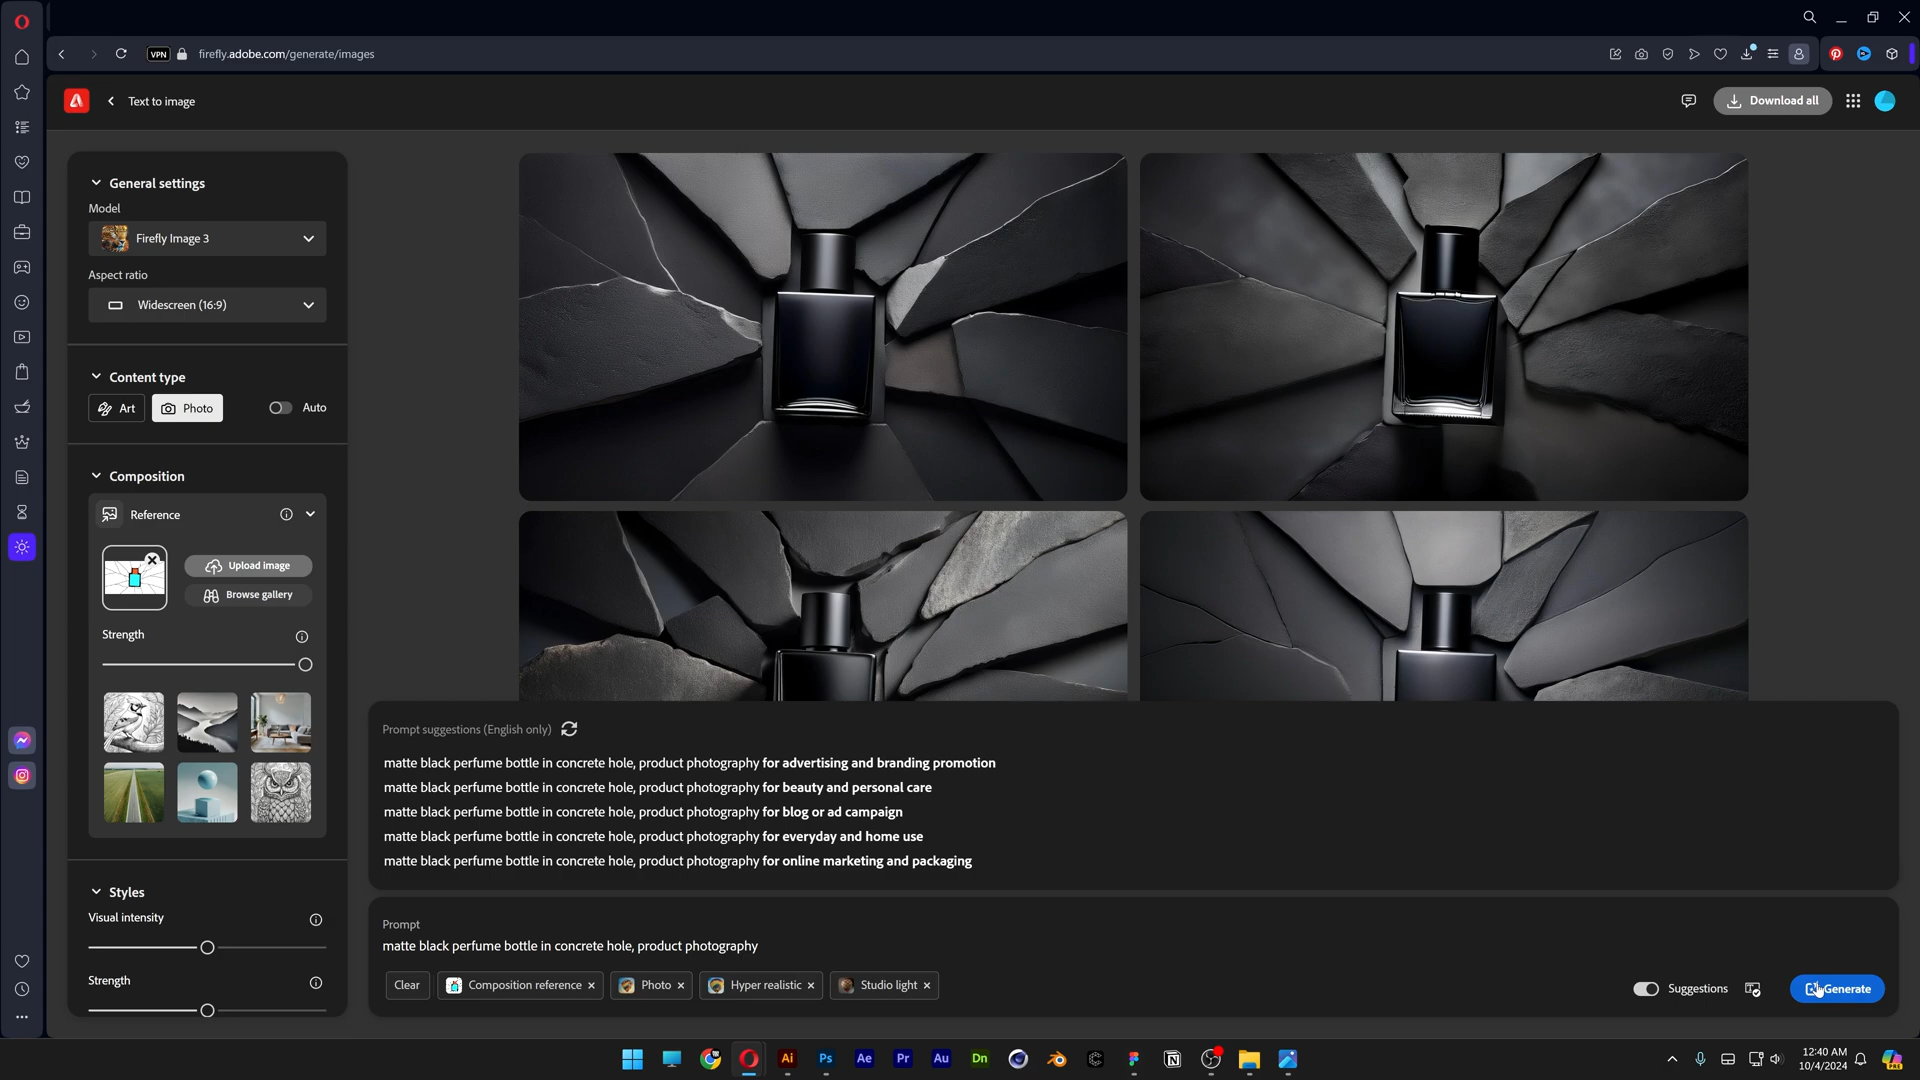 VPN
firefly.adobe.com/generate/images
Text to image
Download all
General settings
Model
Firefly Image 3
Aspect ratio
Widescreen (16:9)
Content type
Art
Photo
Auto
Composition
Reference
Upload image
Browse gallery
Strength
Styles
Visual intensity
Strength
Prompt suggestions (English only)
matte black perfume bottle in concrete hole, product photography for advertising and branding promotion
matte black perfume bottle in concrete hole, product photography for beauty and personal care
matte black perfume bottle in concrete hole, product photography for blog or ad campaign
matte black perfume bottle in concrete hole, product photography for everyday and home use
matte black perfume bottle in concrete hole, product photography for online marketing and packaging
Prompt
matte black perfume bottle in concrete hole, product photography
Clear
Composition reference
Photo
Hyper realistic
Studio light
Suggestions
Generate
Ai
Ps
Ae
Pr
Au
Dn
12:40 AM
10/4/2024
PRE